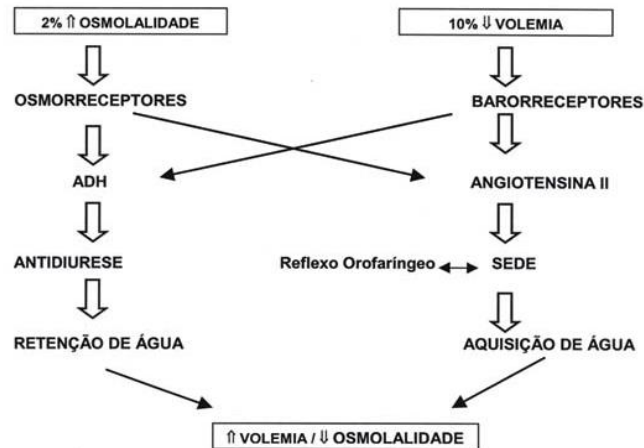 2% ⇑ OSMOLALIDADE
10% ⇓ VOLEMIA
OSMORRECEPTORES
BARORRECEPTORES
ADH
ANGIOTENSINA II
ANTIDIURESE
Reflexo Orofaríngeo
SEDE
RETENÇÃO DE ÁGUA
AQUISIÇÃO DE ÁGUA
⇑ VOLEMIA / ⇓ OSMOLALIDADE